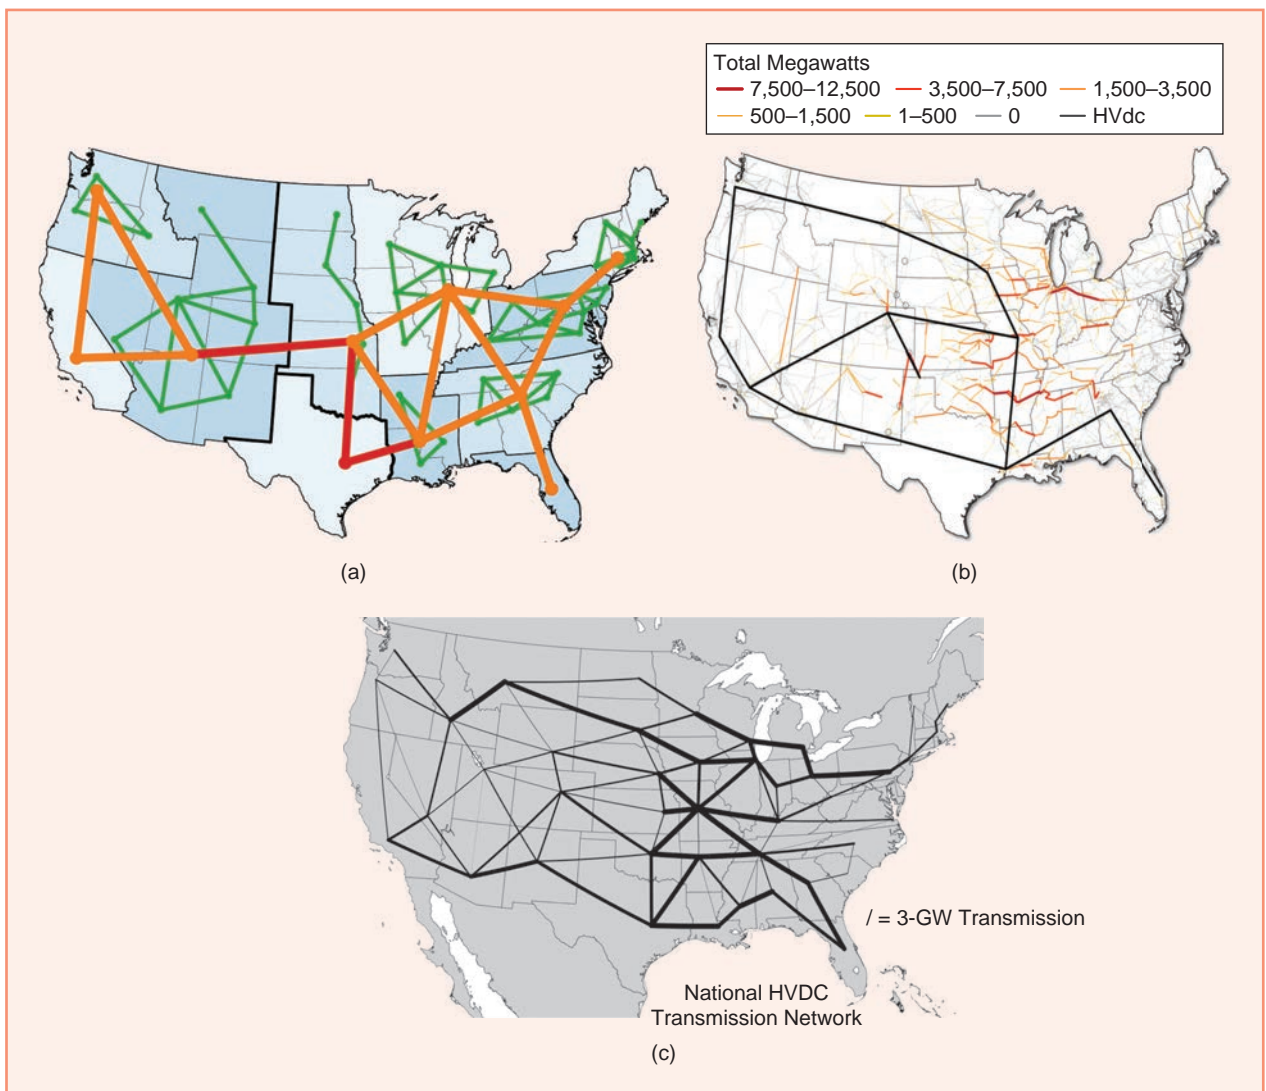 Total Megawatts
7,500–12,500 3,500–7,500 1,500–3,500
500–1,500 1–500 0 HVdc
(a)
(b)
/ = 3-GW Transmission
National HVDC
Transmission Network
(c)